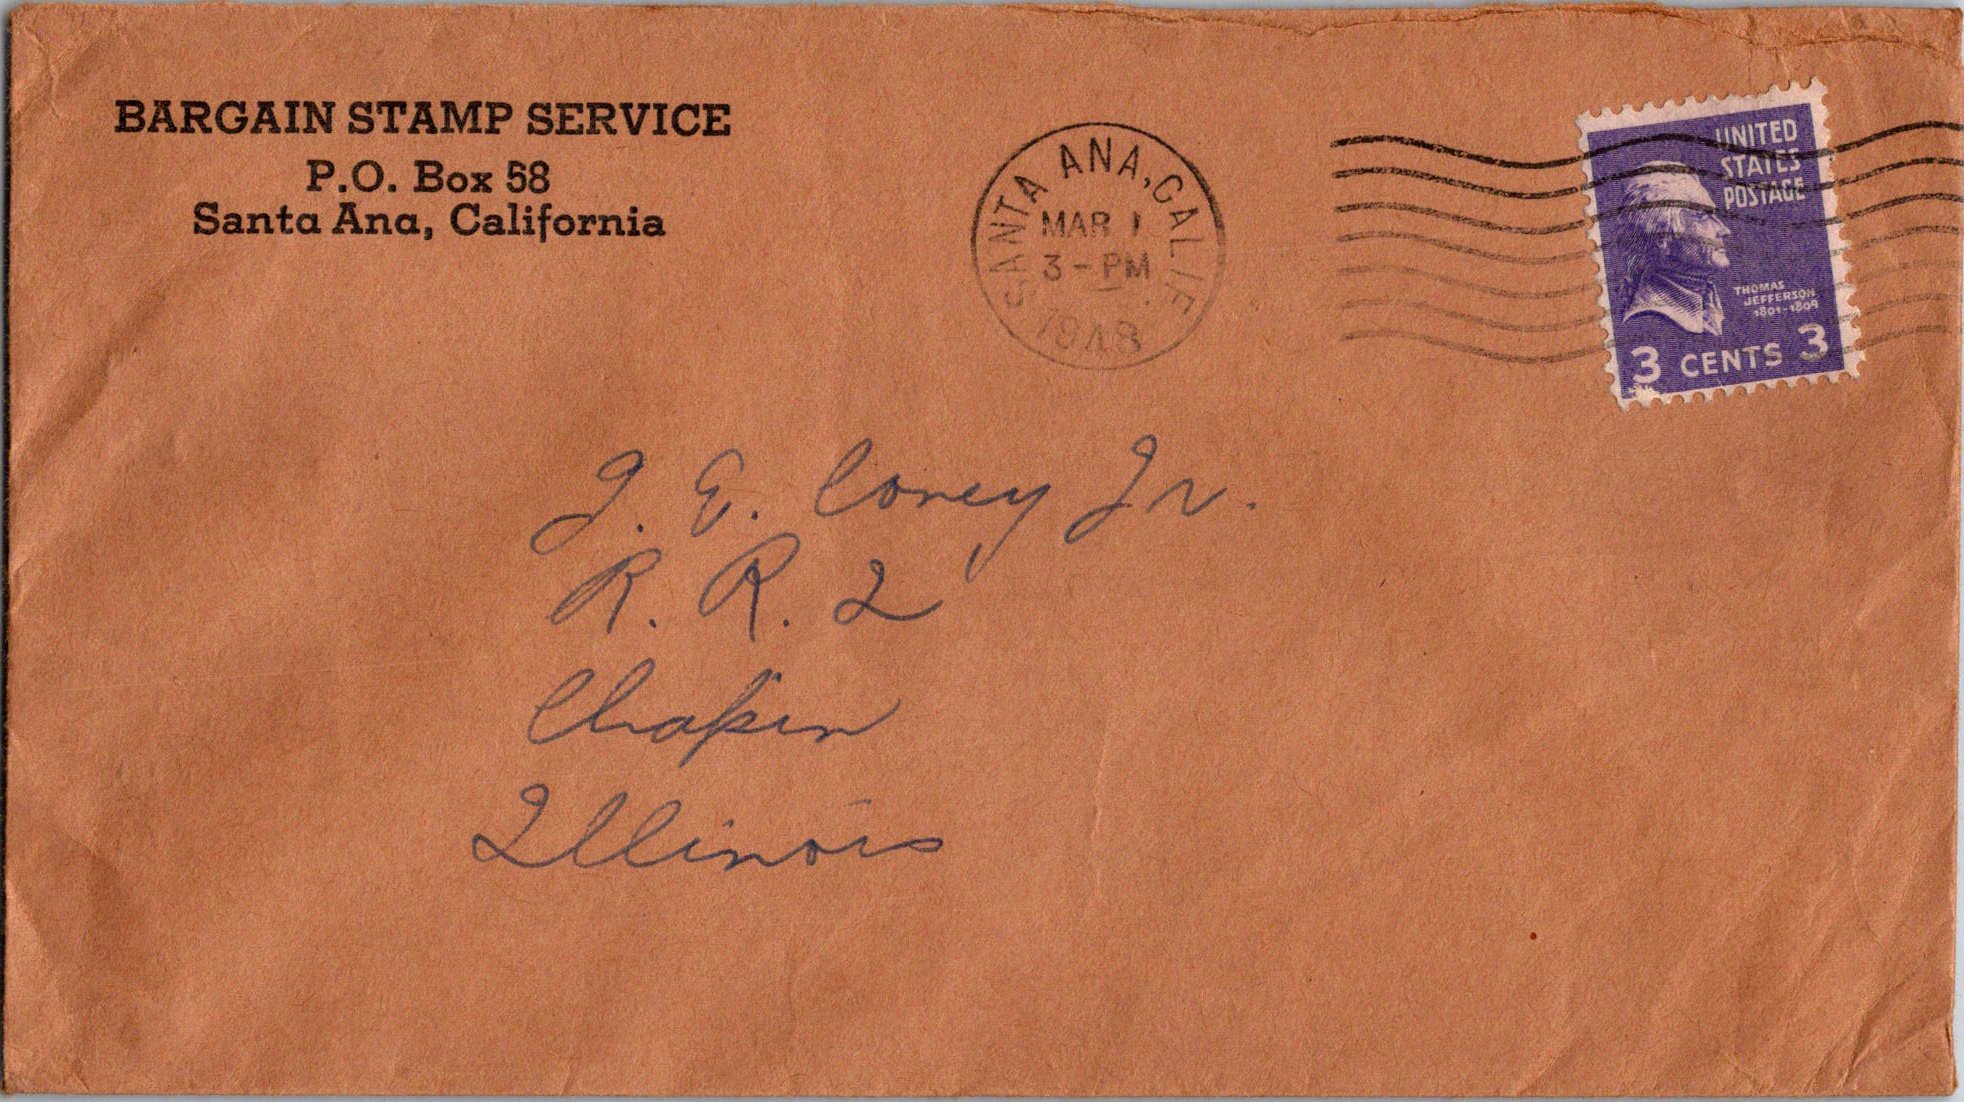 BARGAIN STAMP SERVICE
P.O. Box 58
Santa Ana, California
SANTA ANA, CALIF.
MAR 1
3-PM
1948
UNITED
STATES
POSTAGE
THOMAS
JEFFERSON
1801-1809
3 CENTS 3
J. E. Coney Jr.
R. R. 2
Chapin
Illinois